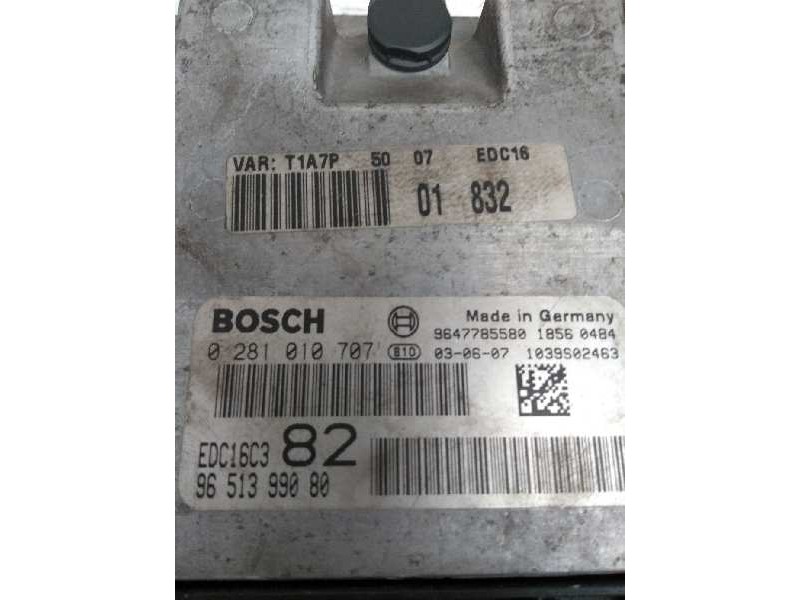 VAR: T1A7P 50 07 EDC16
01 832
BOSCH Made in Germany
9647785580 1856 0484
0 281 010 707 E10 03-06-07 1039S02463
EDC16C3 82
96 513 990 80